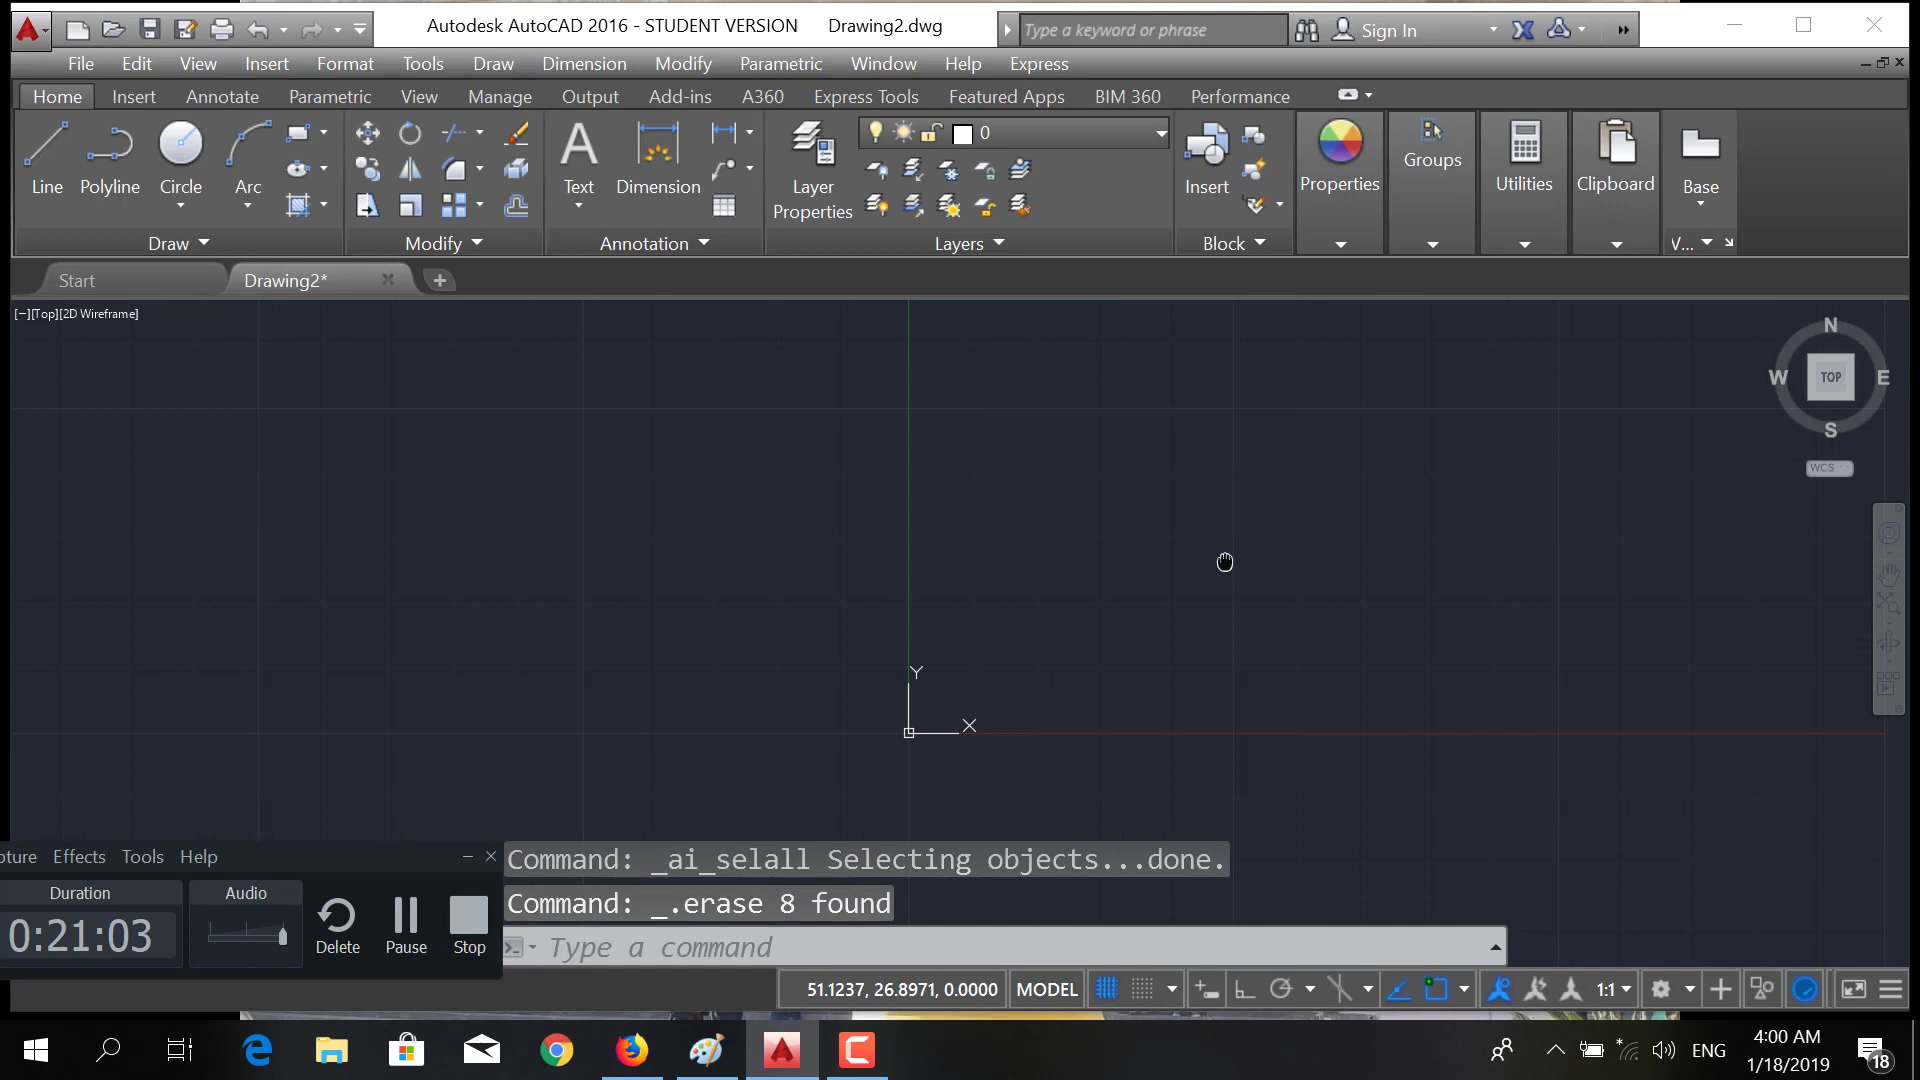 Autodesk AutoCAD 2016 - STUDENT VERSION Drawing2.dwg
Type a keyword or phrase
Sign In
File Edit View Insert Format Tools Draw Dimension Modify Parametric Window Help Express
Home Insert Annotate Parametric View Manage Output Add-ins A360 Express Tools Featured Apps BIM 360 Performance
0
Line Polyline Circle Arc
Text Dimension
Layer Properties
Insert
Properties Groups Utilities Clipboard Base
Draw Modify Annotation Layers Block V...
Start Drawing2*
[−][Top][2D Wireframe]
N
W TOP E
S
WCS
Y
X
pture Effects Tools Help
Duration Audio
0:21:03
Delete Pause Stop
Command: _ai_selall Selecting objects...done.
Command: _.erase 8 found
Type a command
51.1237, 26.8971, 0.0000 MODEL 1:1
ENG
4:00 AM
1/18/2019
18